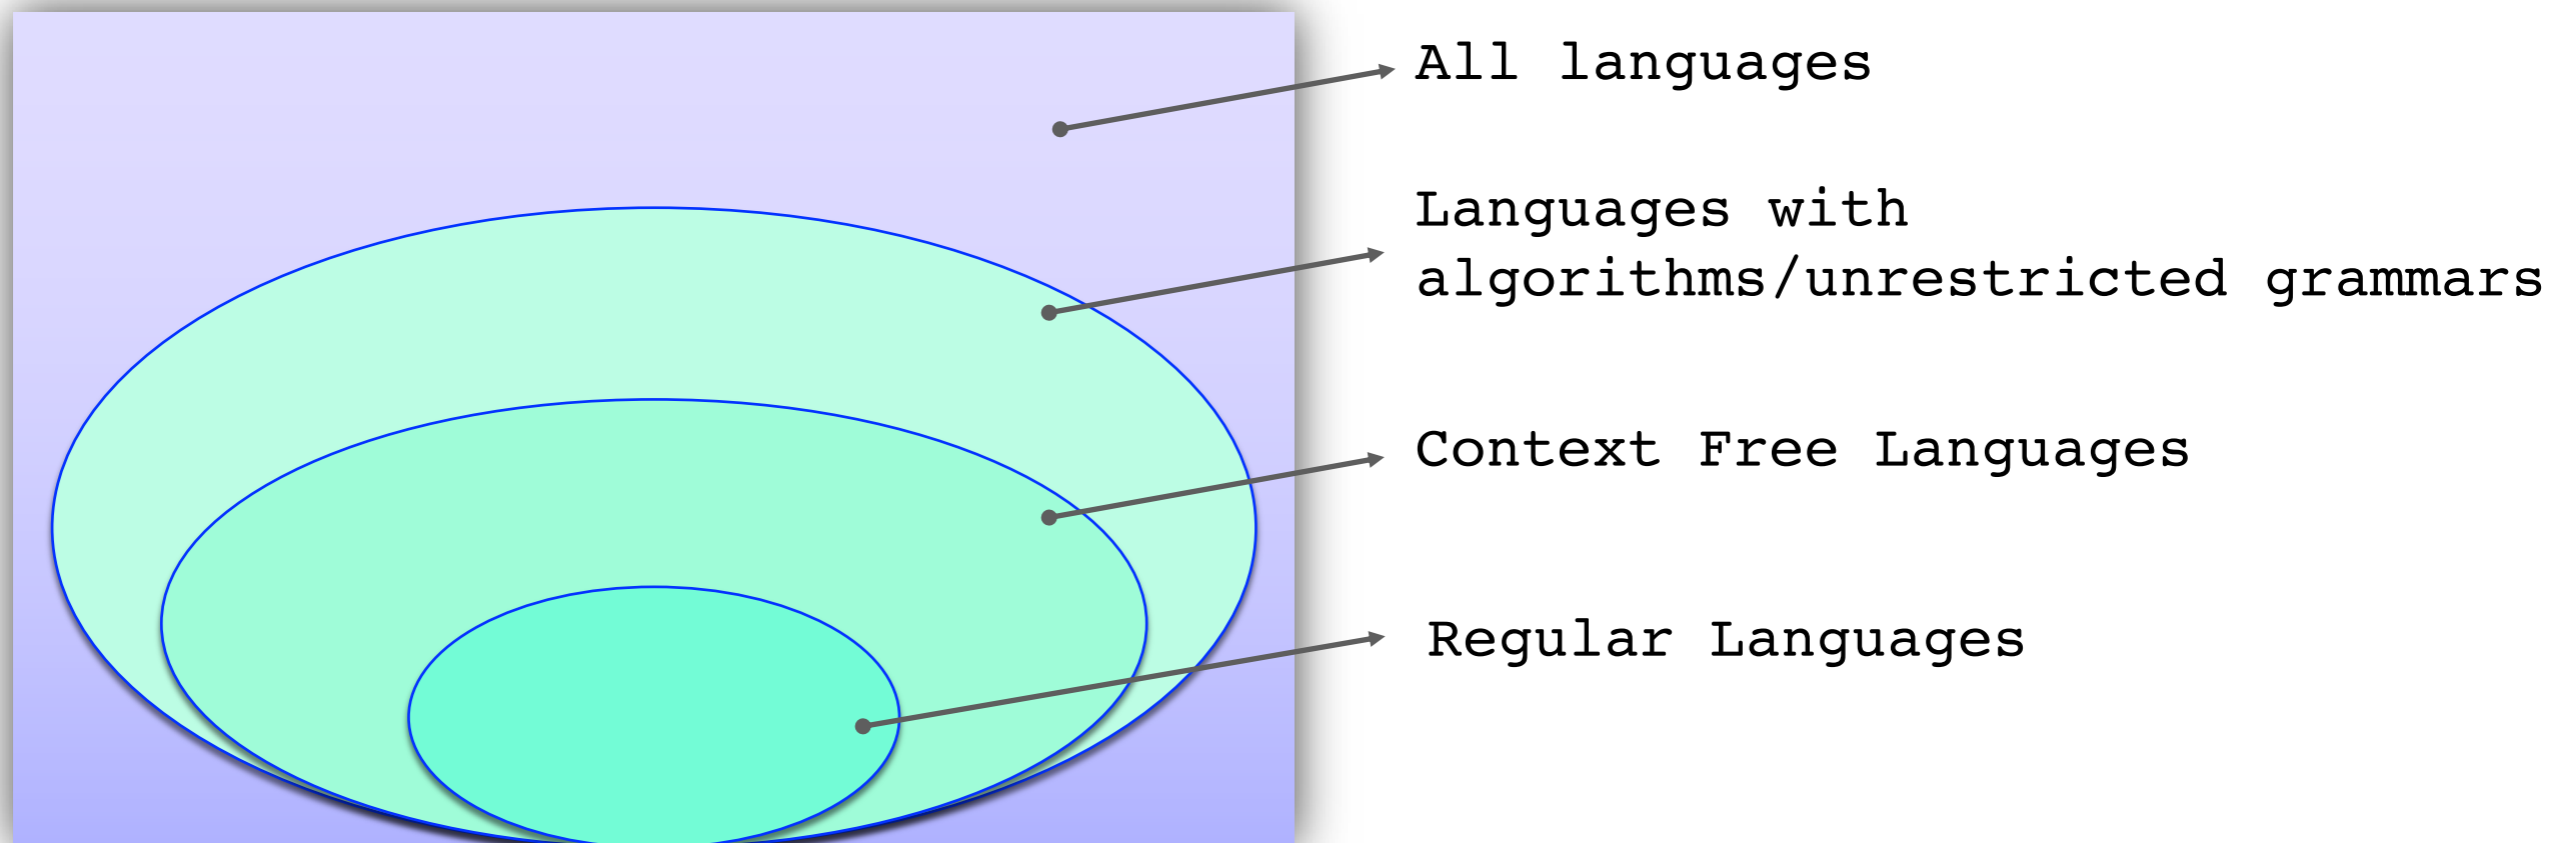 All languages
Languages with
algorithms/unrestricted grammars
Context Free Languages
Regular Languages